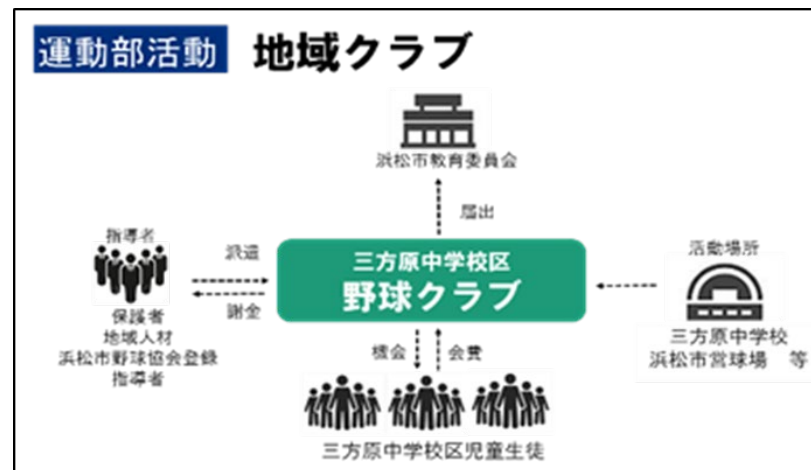 運動部活動 地域クラブ
浜松市教育委員会
届出
指導者
派遣
謝金
保護者
地域人材
浜松市野球協会登録
指導者
三方原中学校区
野球クラブ
活動場所
三方原中学校
浜松市営球場 等
機会
会費
三方原中学校区児童生徒